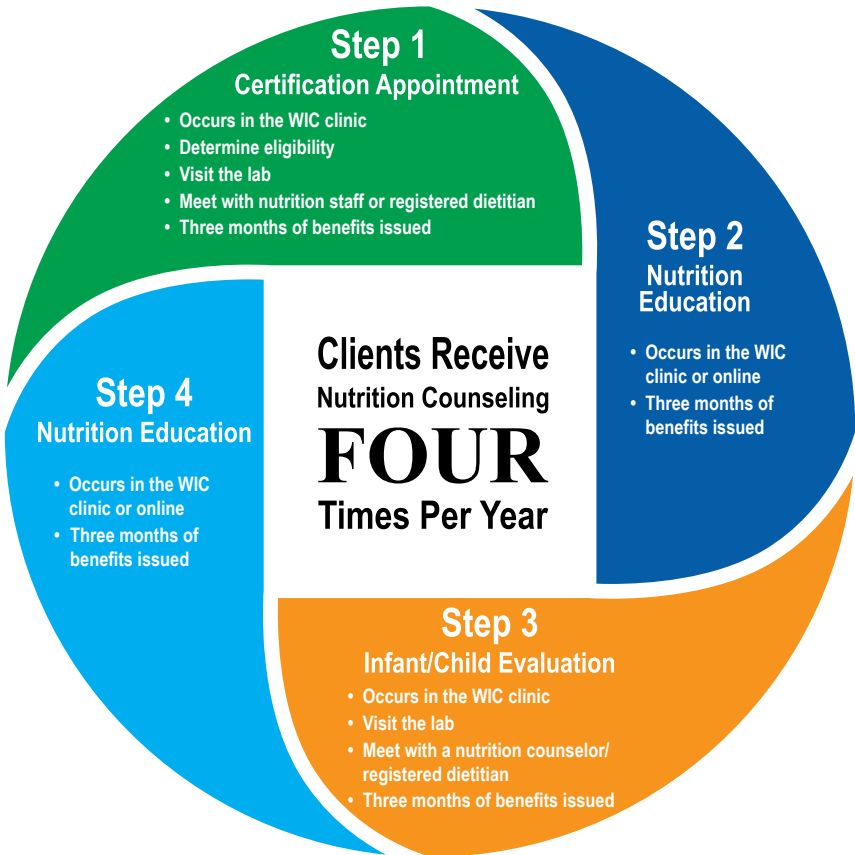 Step 1
Certification Appointment
• Occurs in the WIC clinic
• Determine eligibility
• Visit the lab
• Meet with nutrition staff or registered dietitian
• Three months of benefits issued
Step 2
Nutrition
Education
• Occurs in the WIC
clinic or online
• Three months of
benefits issued
Step 3
Infant/Child Evaluation
• Occurs in the WIC clinic
• Visit the lab
• Meet with a nutrition counselor/
registered dietitian
• Three months of benefits issued
Step 4
Nutrition Education
• Occurs in the WIC
clinic or online
• Three months of
benefits issued
Clients Receive
Nutrition Counseling
FOUR
Times Per Year